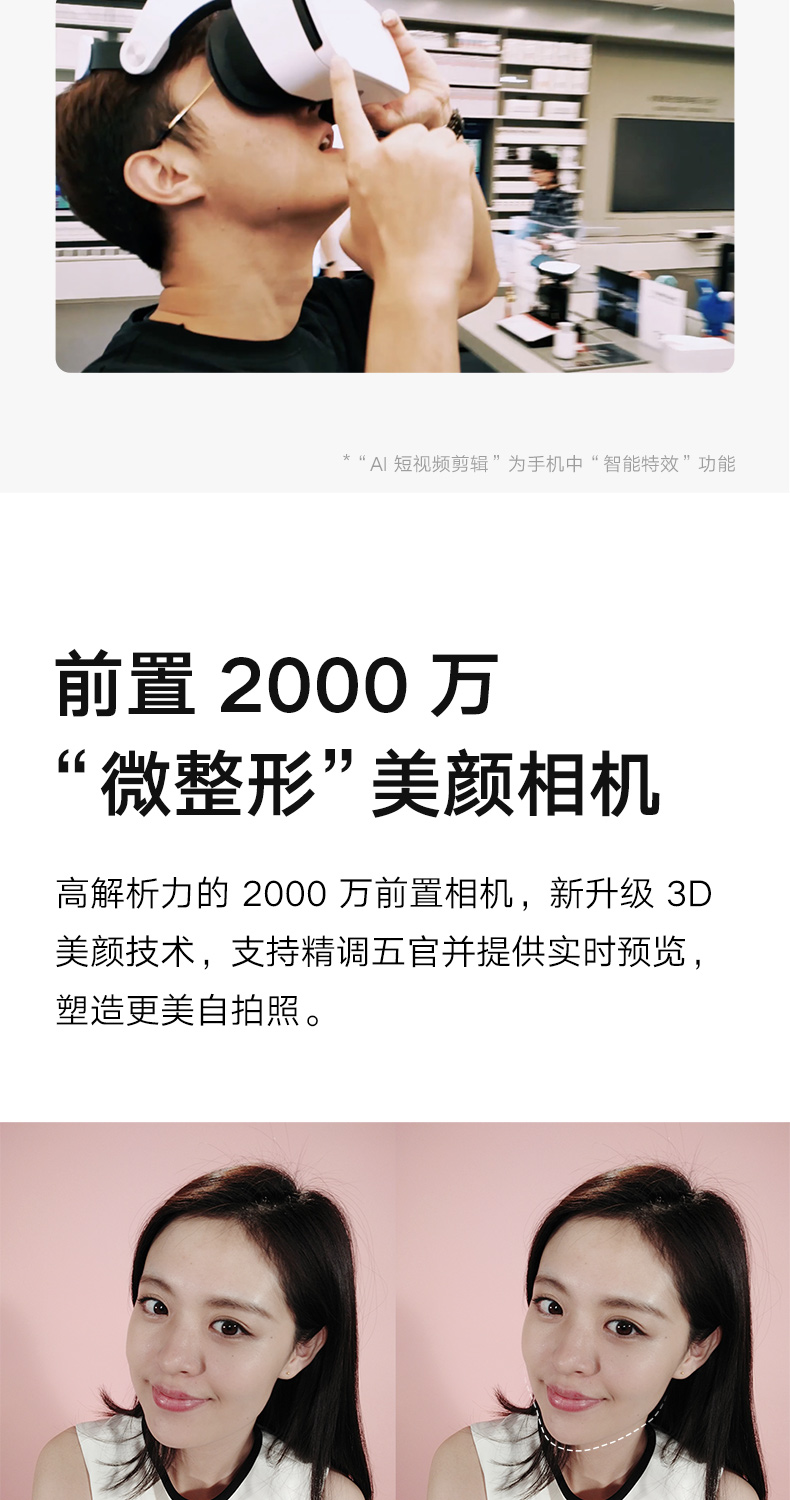 *“AI 短视频剪辑”为手机中“智能特效”功能
前置 2000 万
“微整形”美颜相机
高解析力的 2000 万前置相机，新升级 3D
美颜技术，支持精调五官并提供实时预览，
塑造更美自拍照。